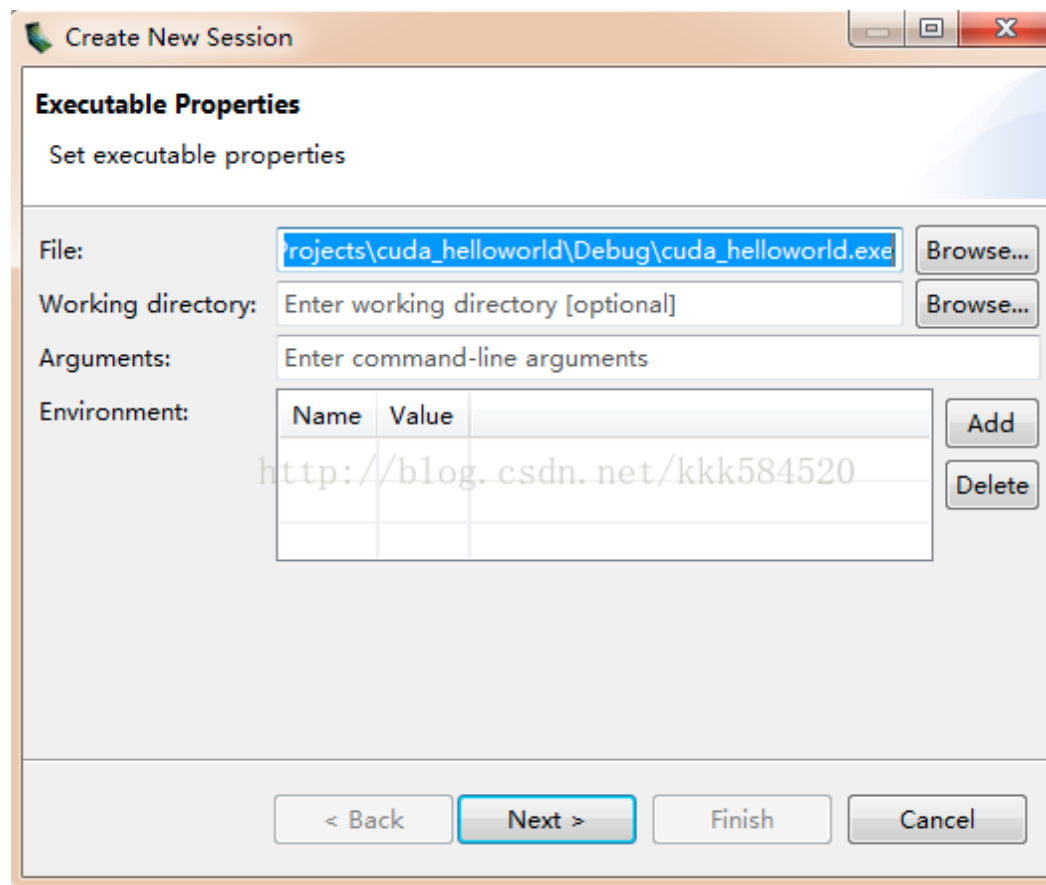 Create New Session
Executable Properties
Set executable properties
File: Projects\cuda_helloworld\Debug\cuda_helloworld.exe Browse...
Working directory: Enter working directory [optional] Browse...
Arguments: Enter command-line arguments
Environment: Name Value Add
http://blog.csdn.net/kkk584520
Delete
< Back Next > Finish Cancel